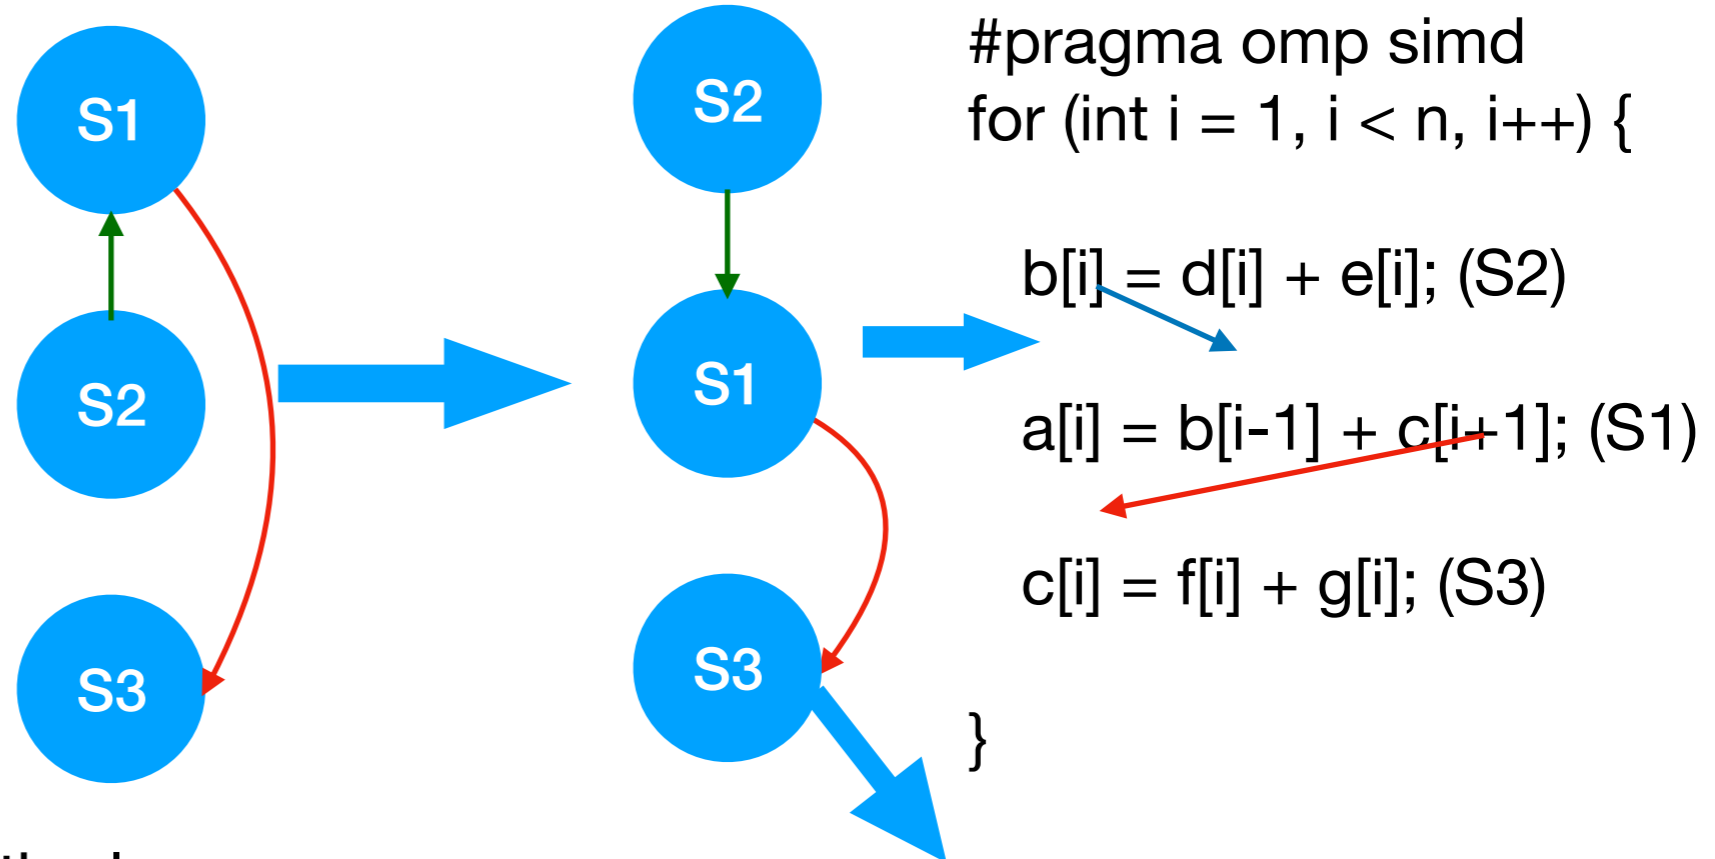 S1
S2
S3
S2
S1
S3
#pragma omp simd
for (int i = 1, i < n, i++) {
b[i] = d[i] + e[i]; (S2)
a[i] = b[i-1] + c[i+1]; (S1)
c[i] = f[i] + g[i]; (S3)
}